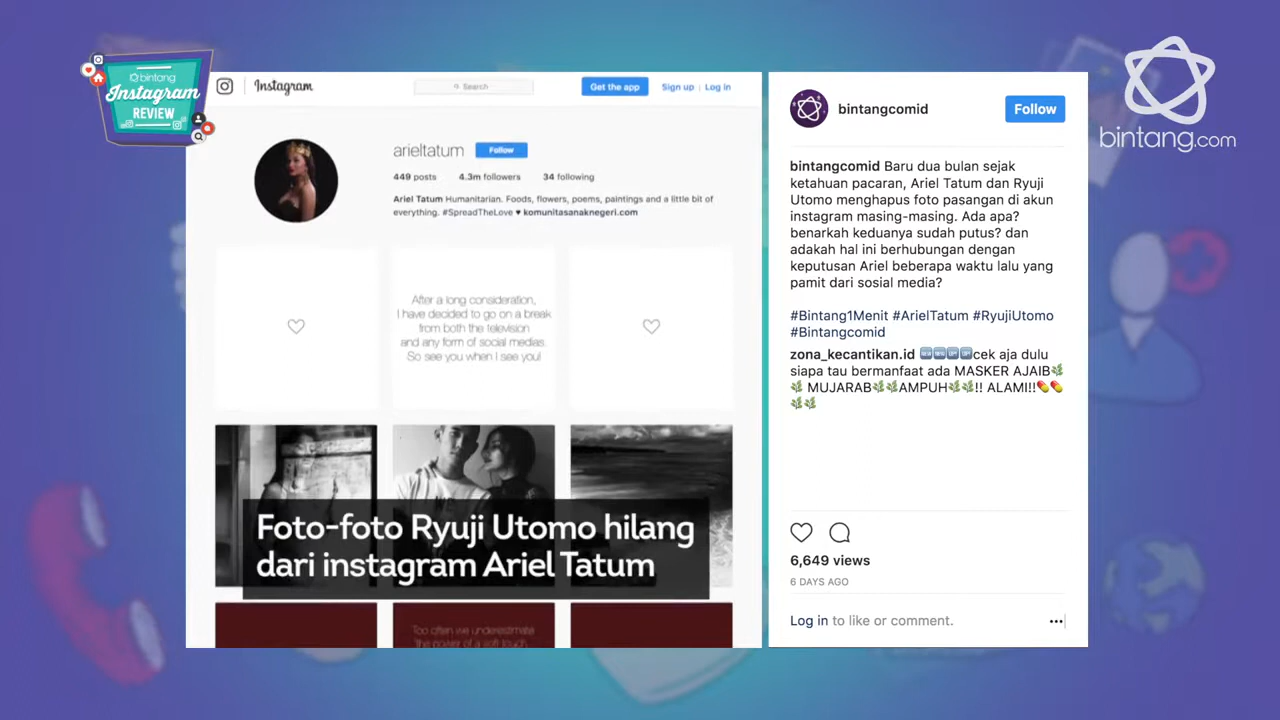 bintang
Instagram
REVIEW
Instagram
Search
Get the app
Sign up
Log in
arieltatum
Follow
449 posts 4.3m followers 34 following
Ariel Tatum Humanitarian. Foods, flowers, poems, paintings and a little bit of
everything. #SpreadTheLove ♥ komunitasanaknegeri.com
After a long consideration,
I have decided to go on a break
from both the television
and any form of social medias.
So see you when I see you!
Foto-foto Ryuji Utomo hilang
dari instagram Ariel Tatum
Too often we underestimate
the power of a soft touch,
bintangcomid
Follow
bintangcomid Baru dua bulan sejak
ketahuan pacaran, Ariel Tatum dan Ryuji
Utomo menghapus foto pasangan di akun
instagram masing-masing. Ada apa?
benarkah keduanya sudah putus? dan
adakah hal ini berhubungan dengan
keputusan Ariel beberapa waktu lalu yang
pamit dari sosial media?
#Bintang1Menit #ArielTatum #RyujiUtomo
#Bintangcomid
zona_kecantikan.id cek aja dulu
siapa tau bermanfaat ada MASKER AJAIB🌿
🌿 MUJARAB🌿🌿AMPUH🌿🌿!! ALAMI!!💊💊
🌿🌿
6,649 views
6 DAYS AGO
Log in to like or comment.
bintang.com